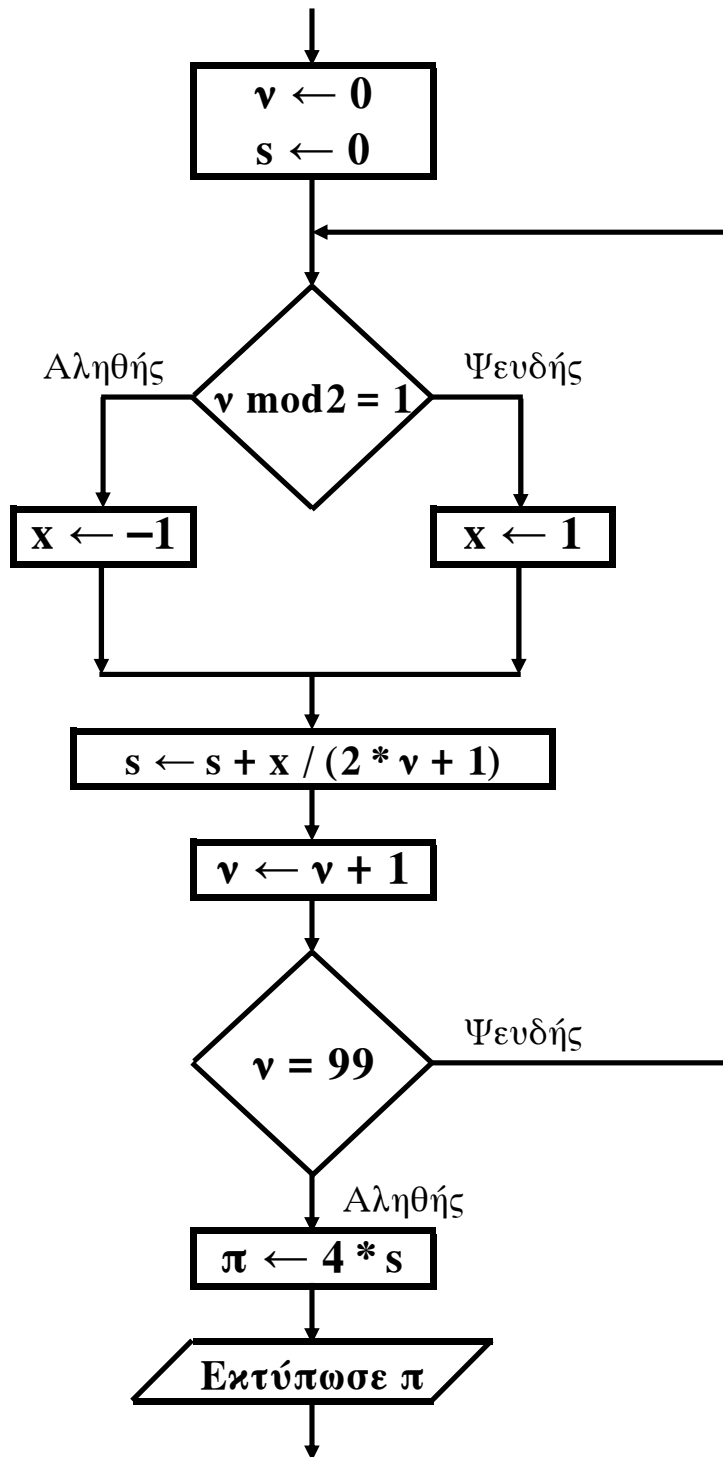 ν ← 0
s ← 0
Αληθής
Ψευδής
ν mod2 = 1
x ← −1
x ← 1
s ← s + x / (2 * ν + 1)
ν ← ν + 1
Ψευδής
ν = 99
Αληθής
π ← 4 * s
Εκτύπωσε π